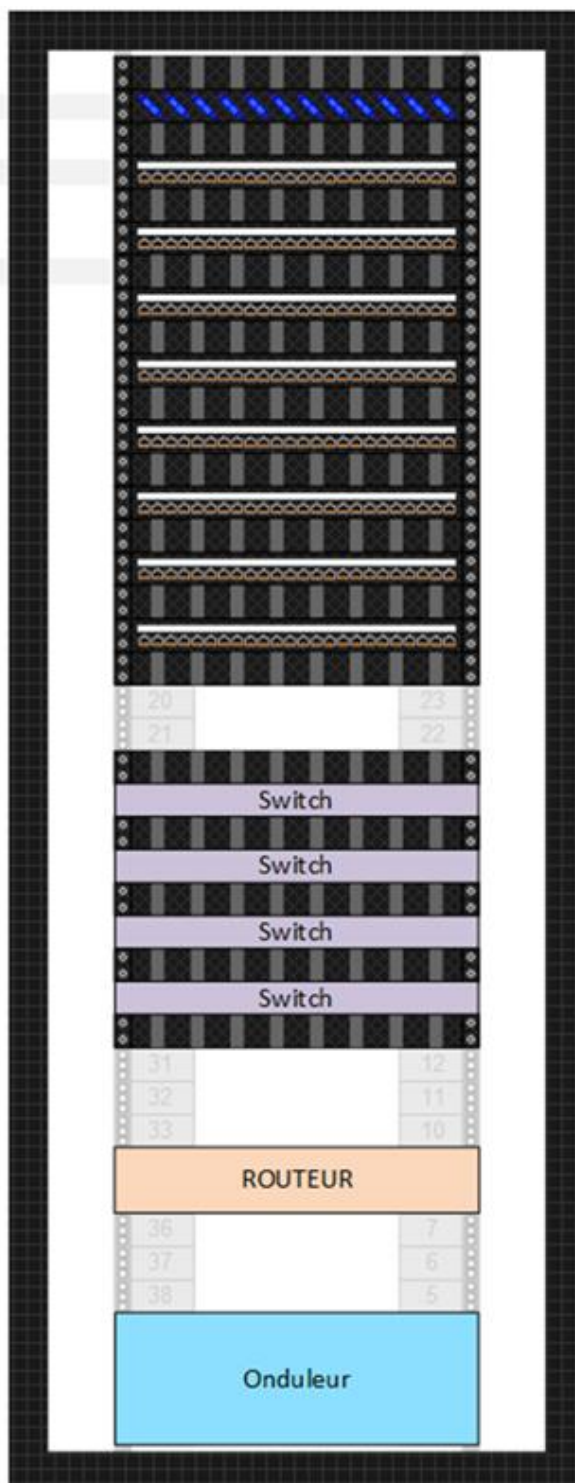 20 23
21 22
Switch
Switch
Switch
Switch
31 12
32 11
33 10
ROUTEUR
36 7
37 6
38 5
Onduleur